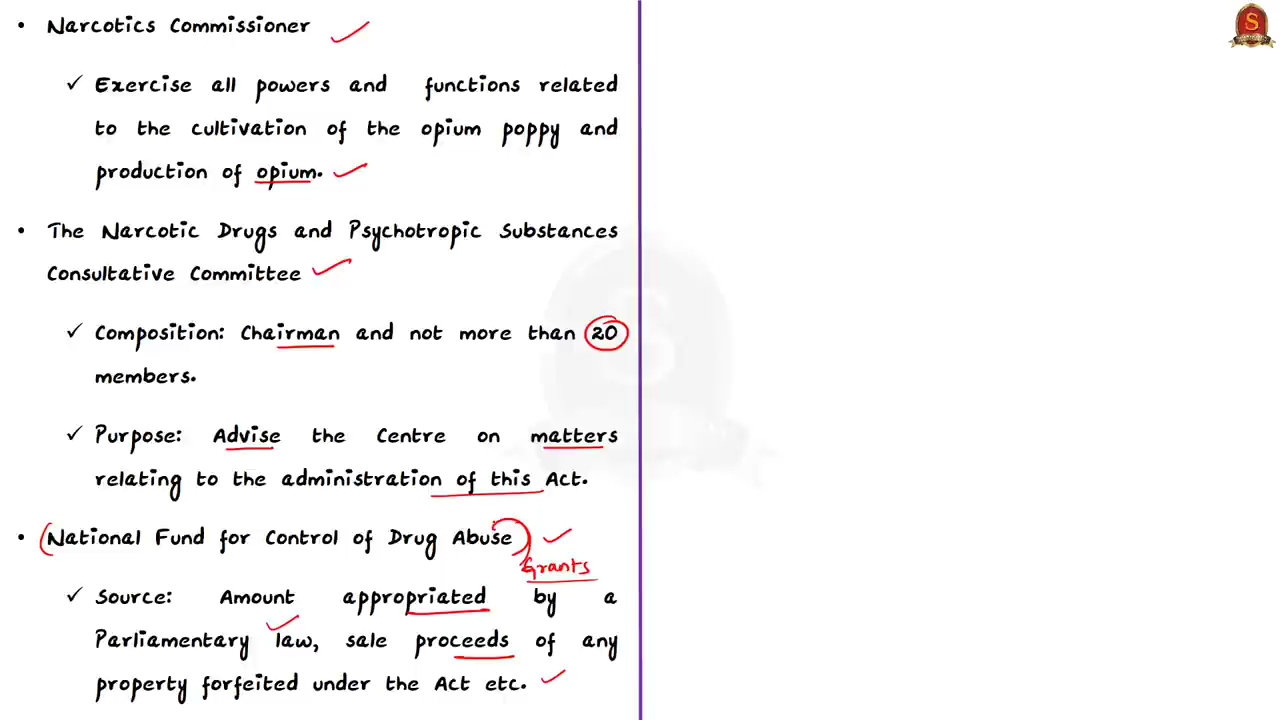 • Narcotics Commissioner
✓ Exercise all powers and functions related
to the cultivation of the opium poppy and
production of opium.
• The Narcotic Drugs and Psychotropic Substances
Consultative Committee
✓ Composition: Chairman and not more than 20
members.
✓ Purpose: Advise the Centre on matters
relating to the administration of this Act.
• (National Fund for Control of Drug Abuse)
Grants
✓ Source: Amount appropriated by a
Parliamentary law, sale proceeds of any
property forfeited under the Act etc.
S